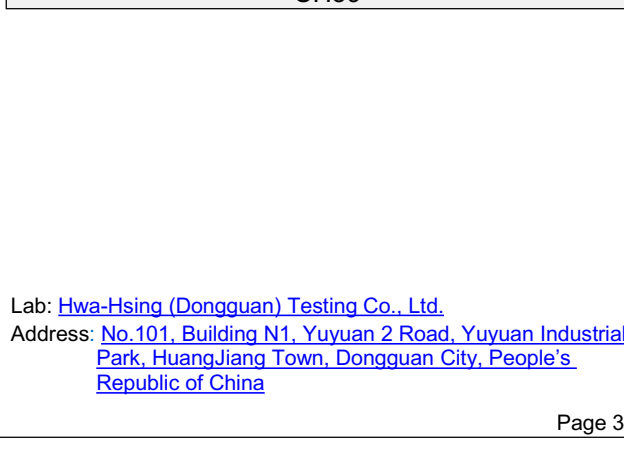 Lab: Hwa-Hsing (Dongguan) Testing Co., Ltd.
Address: No.101, Building N1, Yuyuan 2 Road, Yuyuan Industrial
Park, HuangJiang Town, Dongguan City, People’s
Republic of China
Page 3